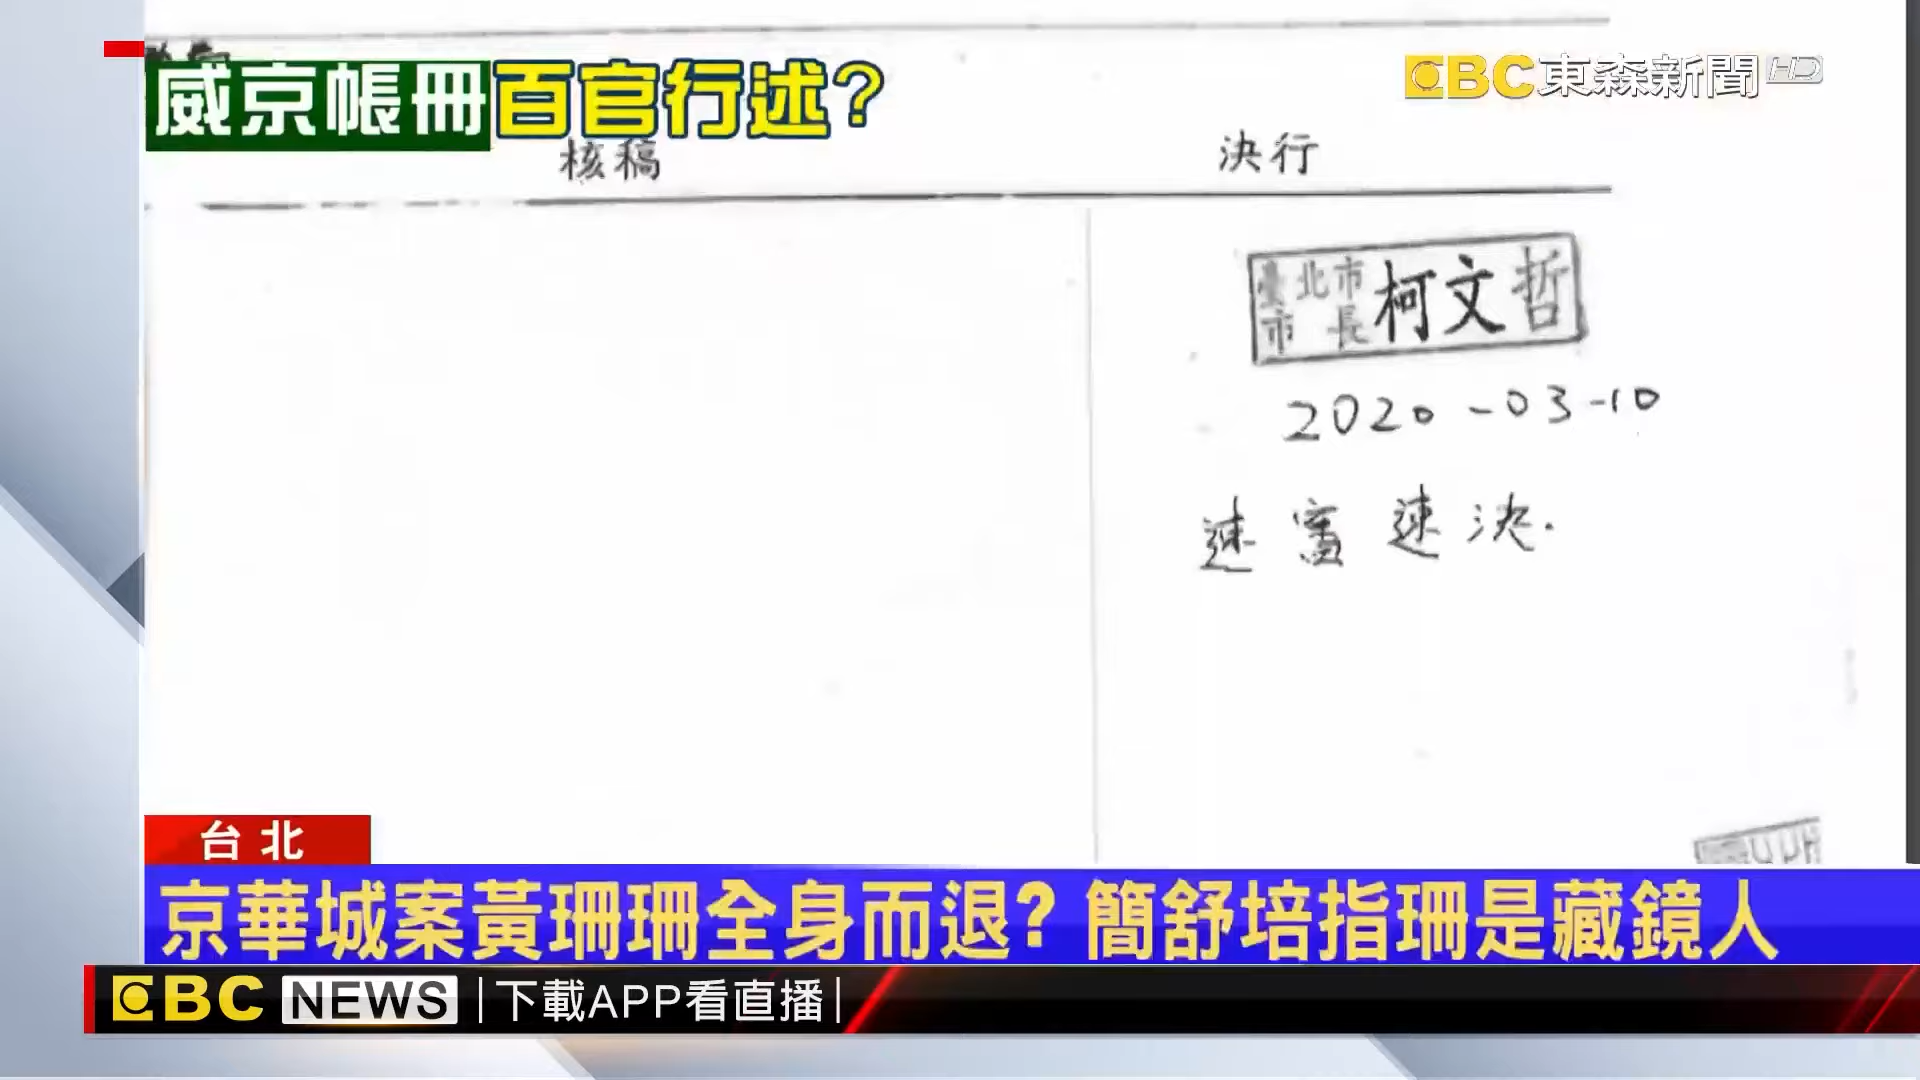 威京帳冊百官行述?
EBC東森新聞HD
核稿
決行
臺北市
市長
柯文哲
2020-03-10
速審速決.
台北
京華城案黃珊珊全身而退? 簡舒培指珊是藏鏡人
EBC NEWS |下載APP看直播|